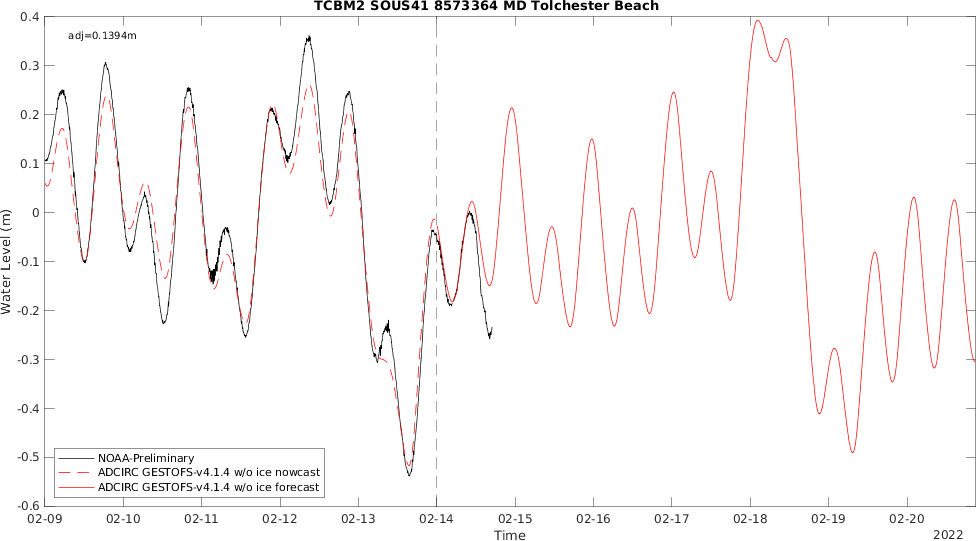 TCBM2 SOUS41 8573364 MD Tolchester Beach
adj=0.1394m
0.4
0.3
0.2
0.1
0
-0.1
-0.2
-0.3
-0.4
-0.5
-0.6
Water Level (m)
NOAA-Preliminary
ADCIRC GESTOFS-v4.1.4 w/o ice nowcast
ADCIRC GESTOFS-v4.1.4 w/o ice forecast
02-09 02-10 02-11 02-12 02-13 02-14 02-15 02-16 02-17 02-18 02-19 02-20
Time
2022